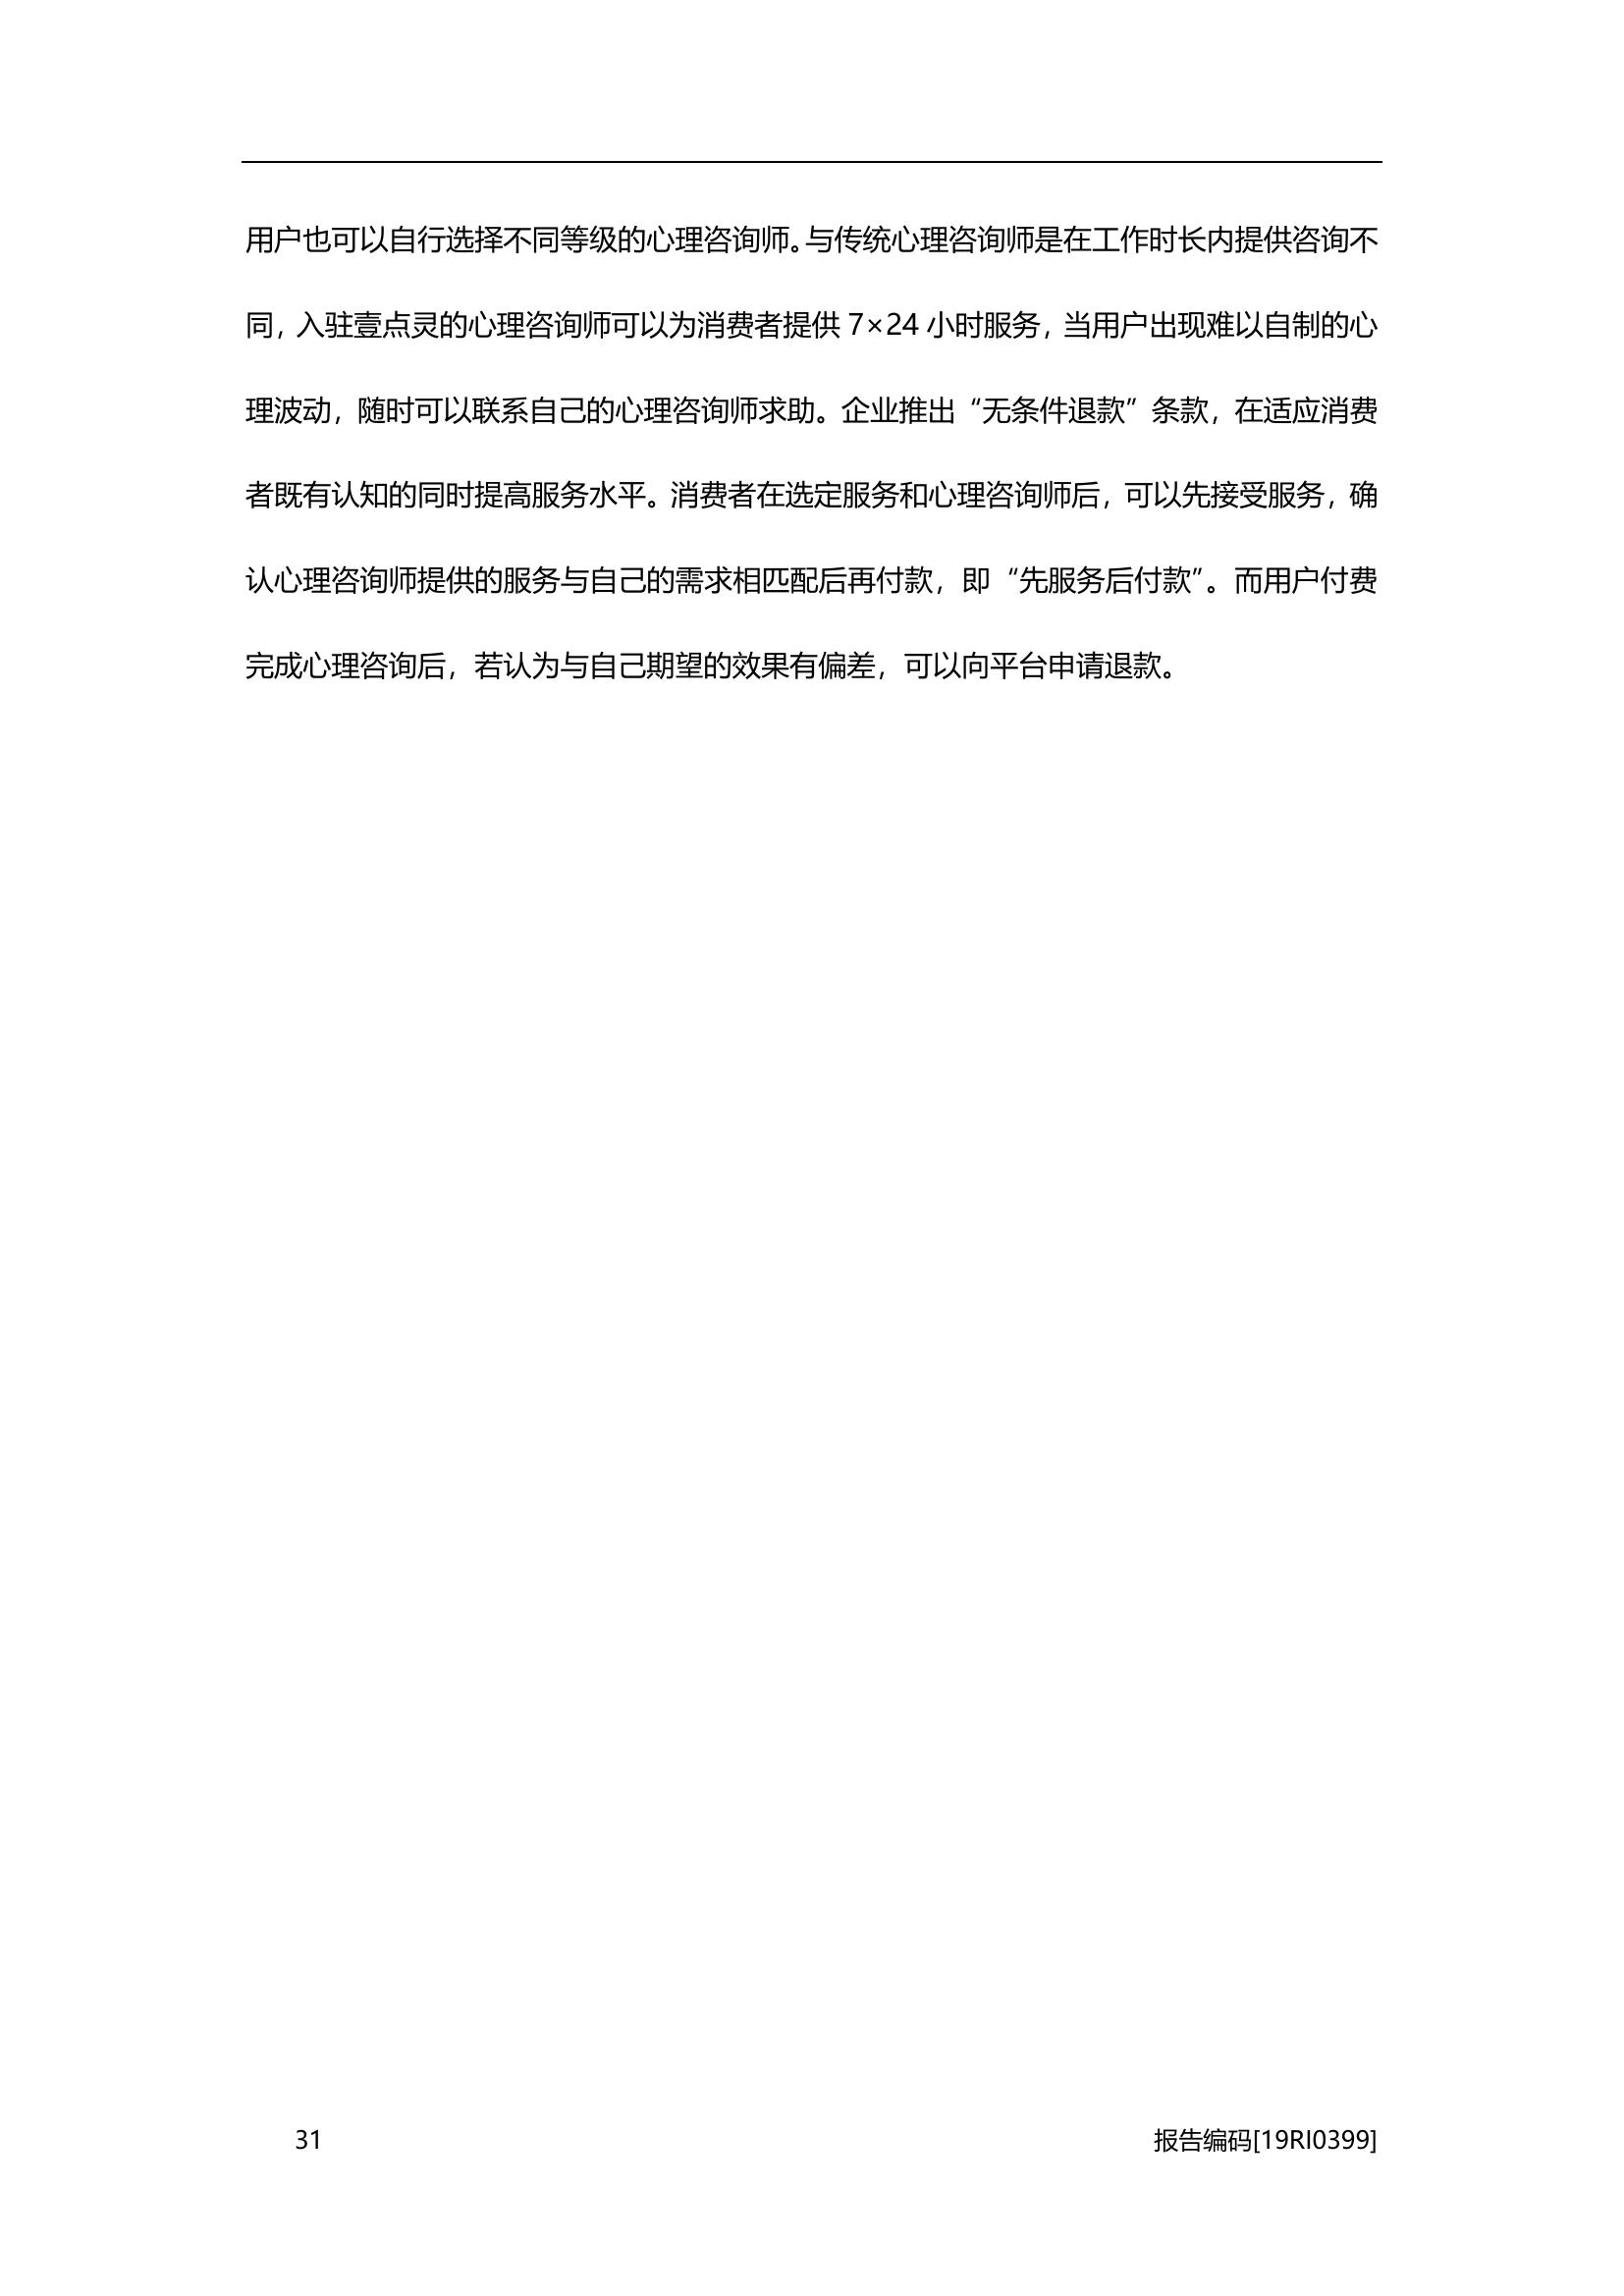 用户也可以自行选择不同等级的心理咨询师。与传统心理咨询师是在工作时长内提供咨询不
同，入驻壹点灵的心理咨询师可以为消费者提供 7×24 小时服务，当用户出现难以自制的心
理波动，随时可以联系自己的心理咨询师求助。企业推出“无条件退款”条款，在适应消费
者既有认知的同时提高服务水平。消费者在选定服务和心理咨询师后，可以先接受服务，确
认心理咨询师提供的服务与自己的需求相匹配后再付款，即“先服务后付款”。而用户付费
完成心理咨询后，若认为与自己期望的效果有偏差，可以向平台申请退款。
31 报告编码[19RI0399]